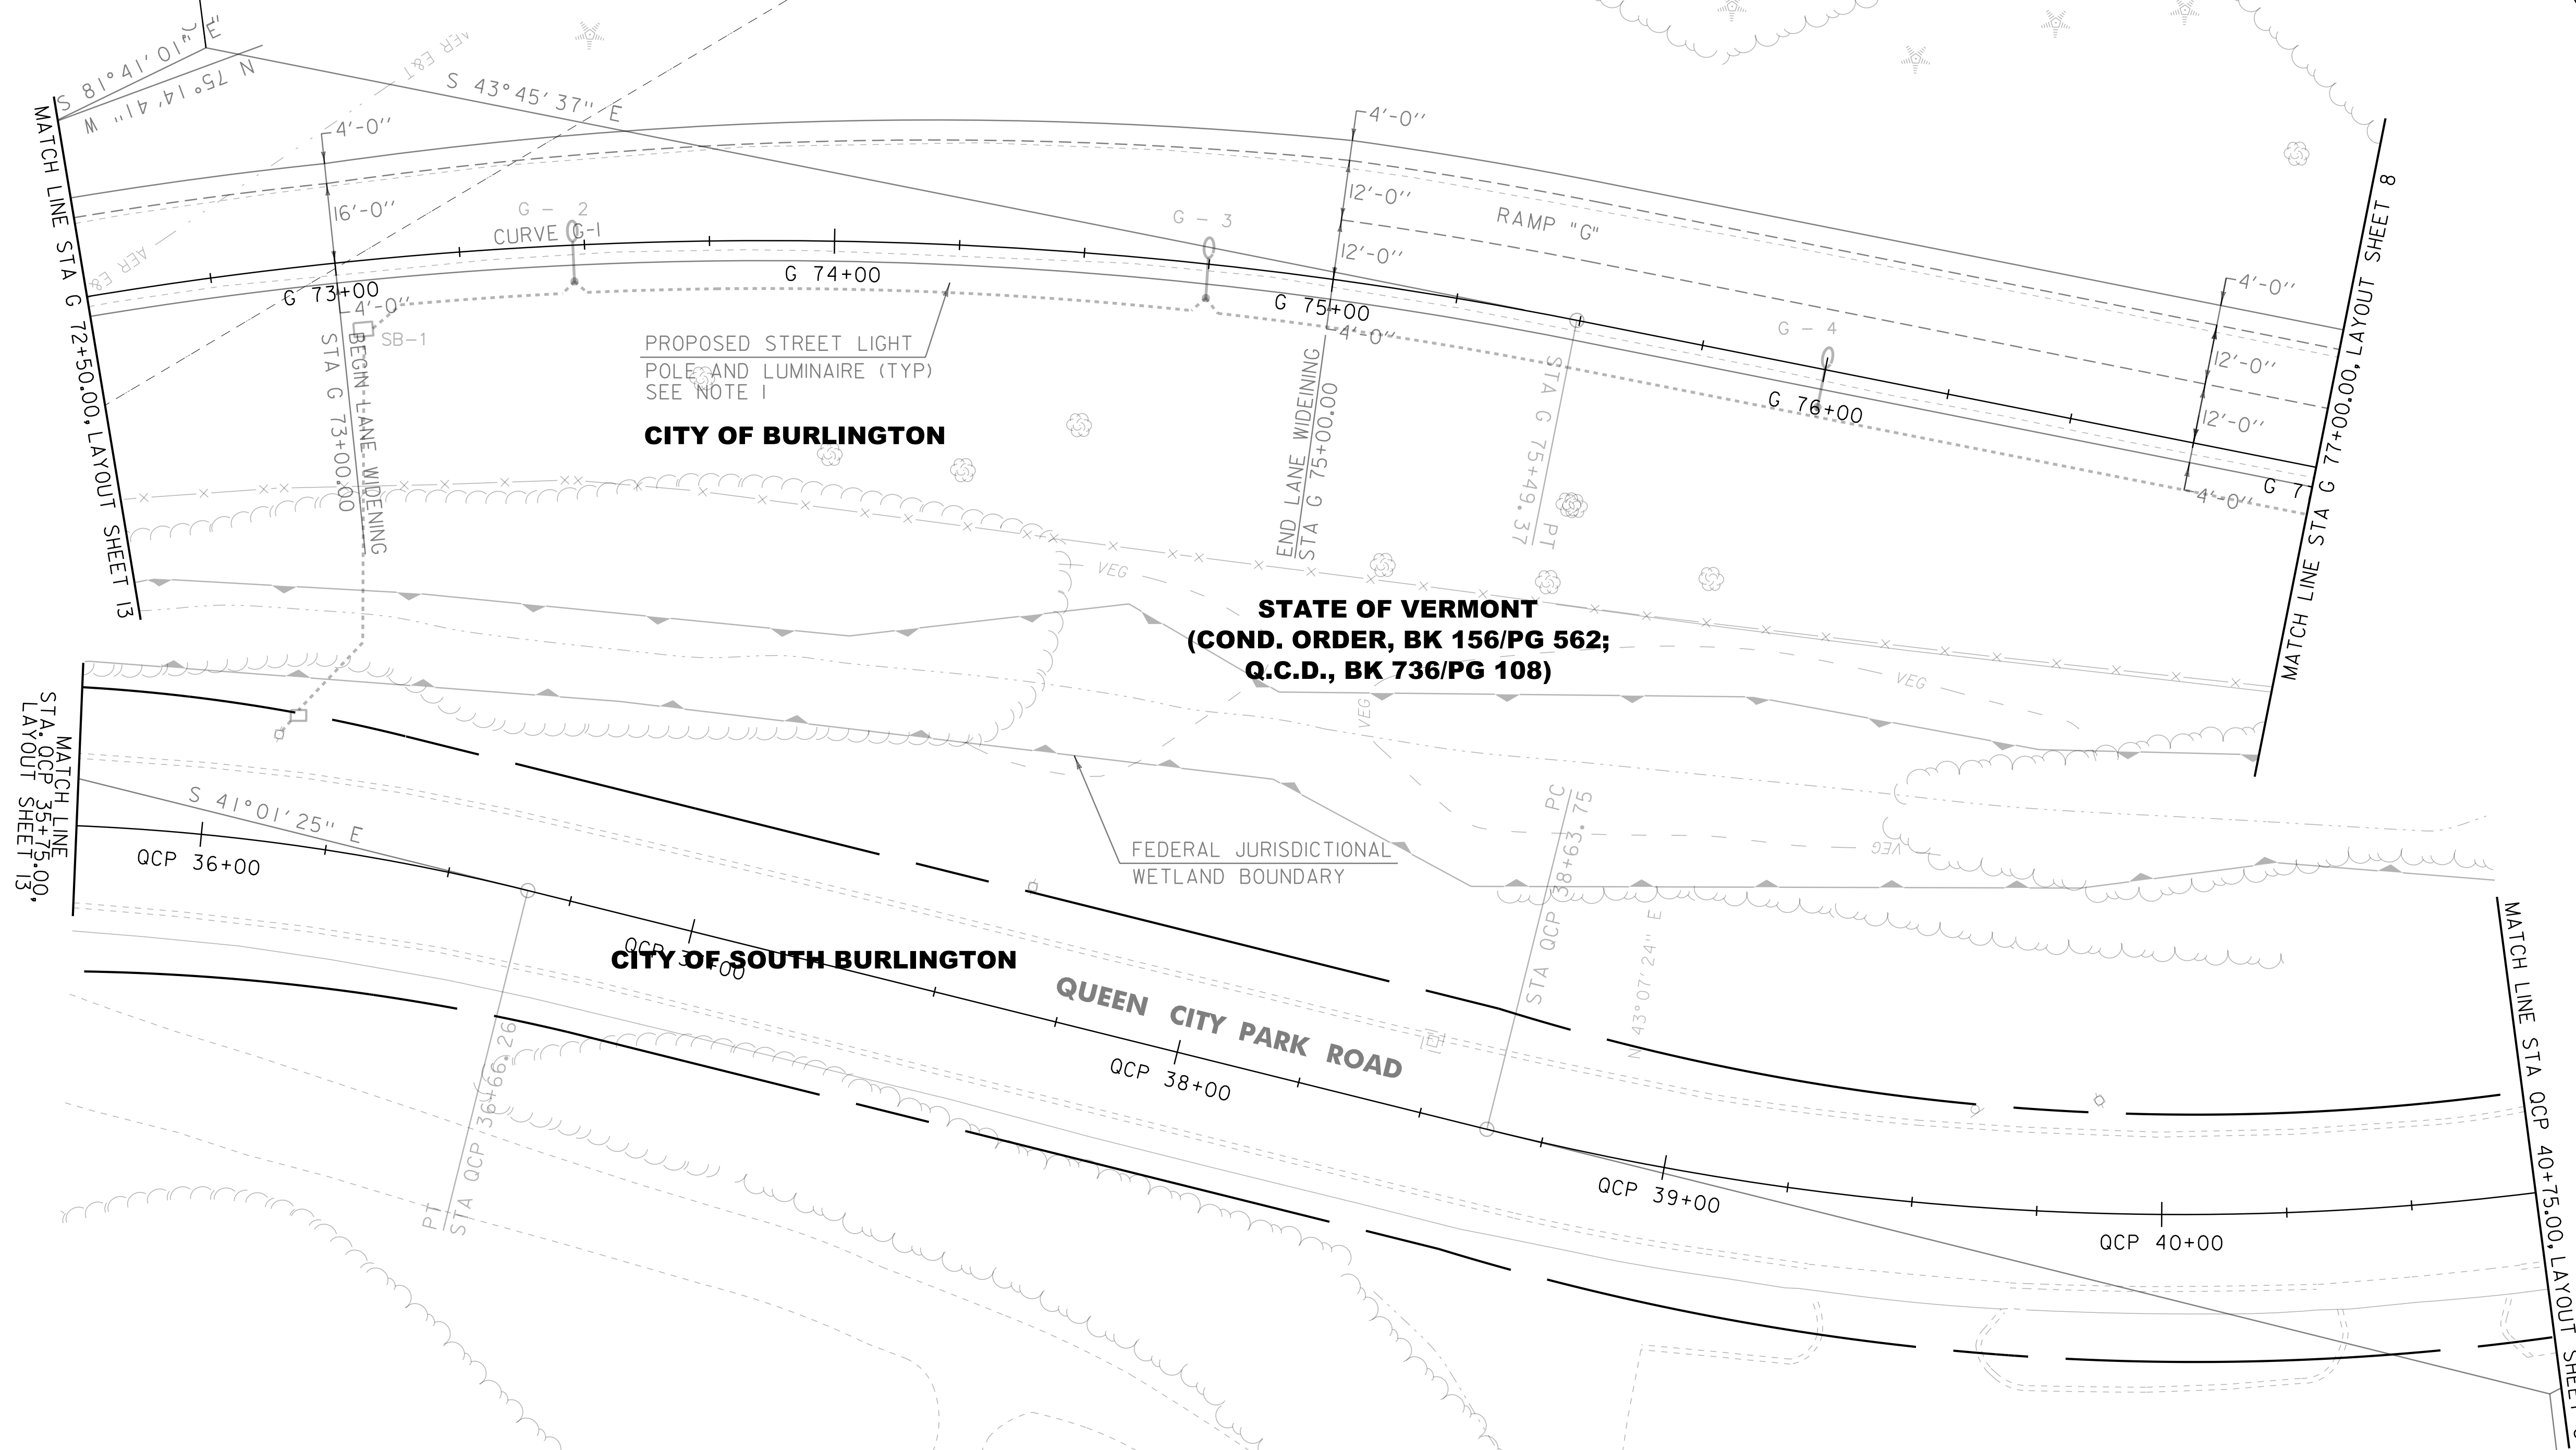 S 81°41'01" E
N 75°14'41" W
AER E&T
S 43°45'37" E
4'-0"
4'-0"
MATCH LINE STA G 72+50.00, LAYOUT SHEET 13
16'-0"
12'-0"
12'-0"
G - 2
CURVE G-1
G - 3
RAMP "G"
G 73+00
4'-0"
SB-1
G 74+00
G 75+00
4'-0"
G - 4
G 76+00
4'-0"
12'-0"
12'-0"
4'-0"
G 7
MATCH LINE STA G 77+00.00, LAYOUT SHEET 8
BEGIN LANE WIDENING
STA G 73+00.00
PROPOSED STREET LIGHT
POLE AND LUMINAIRE (TYP)
SEE NOTE 1
CITY OF BURLINGTON
END LANE WIDENING
STA G 75+00.00
PT
STA G 75+49.37
VEG
STATE OF VERMONT
(COND. ORDER, BK 156/PG 562;
Q.C.D., BK 736/PG 108)
VEG
VEG
VEG
MATCH LINE
STA. QCP 35+75.00,
LAYOUT SHEET 13
S 41°01'25" E
QCP 36+00
FEDERAL JURISDICTIONAL
WETLAND BOUNDARY
PC
STA QCP 38+63.75
N 43°07'24" E
CITY OF SOUTH BURLINGTON
QUEEN CITY PARK ROAD
PT
STA QCP 36+66.26
QCP 38+00
QCP 39+00
QCP 40+00
MATCH LINE STA QCP 40+75.00, LAYOUT SHEET